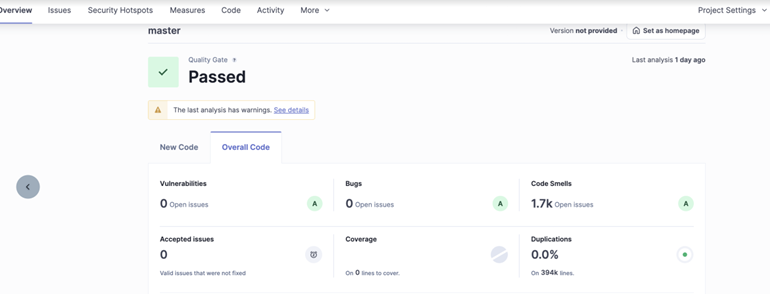 Overview Issues Security Hotspots Measures Code Activity More Project Settings
master Version not provided Set as homepage
Quality Gate Last analysis 1 day ago
Passed
The last analysis has warnings. See details
New Code Overall Code
Vulnerabilities Bugs Code Smells
0 Open issues A 0 Open issues A 1.7k Open issues A
Accepted issues Coverage Duplications
0 0.0%
Valid issues that were not fixed On 0 lines to cover. On 394k lines.